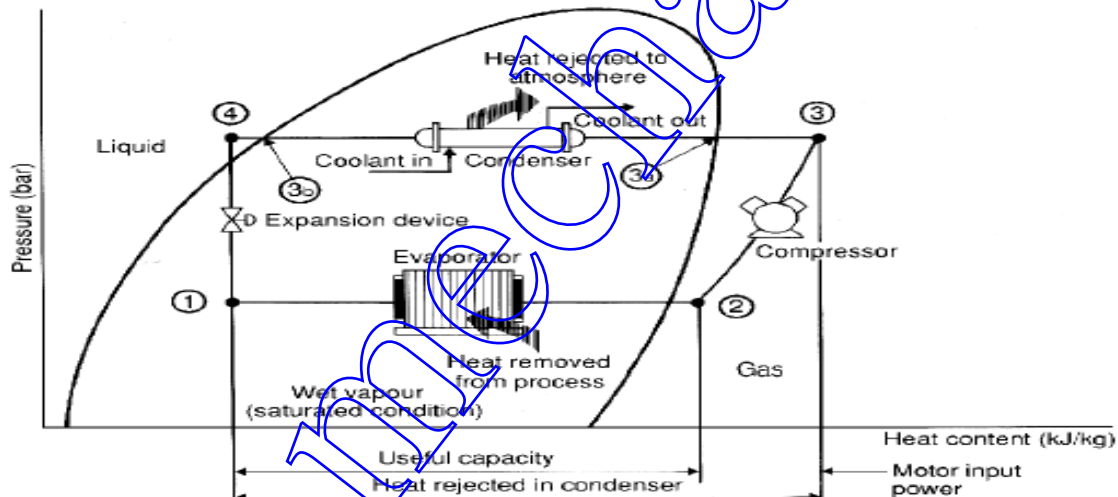 Heat rejected to
atmosphere
4
3
Liquid
Coolant out
Coolant in
Condenser
3a
3b
Pressure (bar)
Expansion device
Compressor
Evaporator
1
2
Heat removed
from process
Gas
Wet vapour
(saturated condition)
Heat content (kJ/kg)
Useful capacity
Motor input
power
Heat rejected in condenser